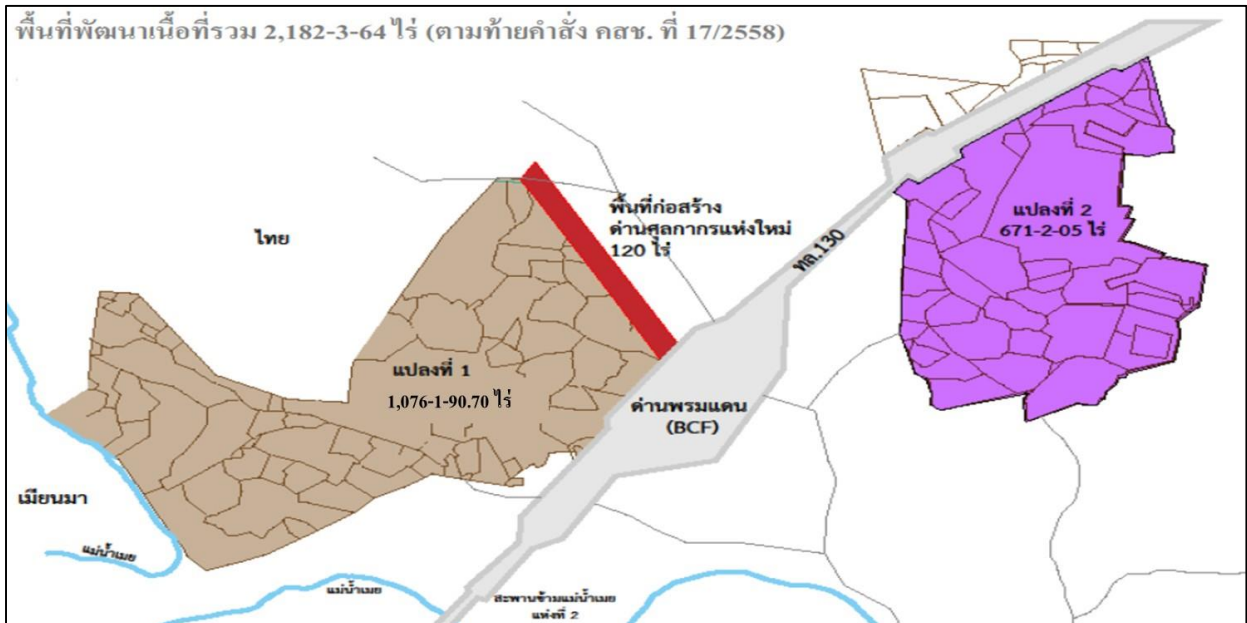 พื้นที่พัฒนาเนื้อที่รวม 2,182-3-64 ไร่ (ตามท้ายคำสั่ง คสช. ที่ 17/2558)
พื้นที่ก่อสร้าง
ด่านศุลกากรแห่งใหม่
120 ไร่
ไทย
แปลงที่ 2
671-2-05 ไร่
ทล.130
แปลงที่ 1
1,076-1-90.70 ไร่
ด่านพรมแดน
(BCF)
เมียนมา
แม่น้ำเมย
แม่น้ำเมย
สะพานข้ามแม่น้ำเมย
แห่งที่ 2